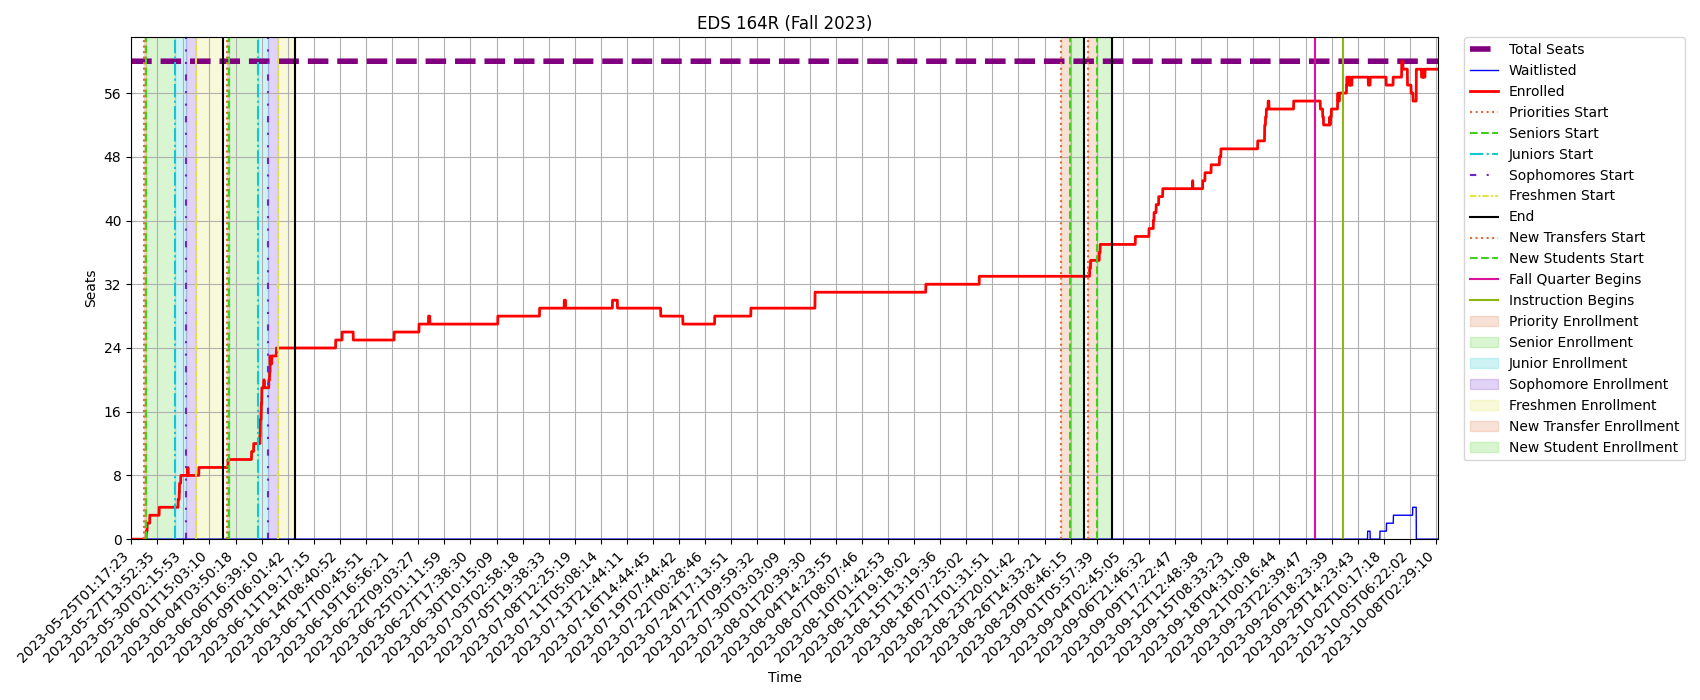 EDS 164R (Fall 2023)
Seats
56
48
40
32
24
16
8
0
2023-05-25T01:17:23
2023-05-27T13:52:35
2023-05-30T02:15:53
2023-06-01T15:03:10
2023-06-04T03:50:18
2023-06-06T16:39:10
2023-06-09T06:01:42
2023-06-11T19:17:15
2023-06-14T08:40:52
2023-06-17T00:45:51
2023-06-19T16:56:21
2023-06-22T09:03:27
2023-06-25T01:11:59
2023-06-27T17:38:30
2023-06-30T10:15:09
2023-07-03T02:58:18
2023-07-05T19:38:33
2023-07-08T12:25:19
2023-07-11T05:08:14
2023-07-13T21:44:11
2023-07-16T14:44:45
2023-07-19T07:44:42
2023-07-22T00:28:46
2023-07-24T17:13:51
2023-07-27T09:59:32
2023-07-30T03:03:09
2023-08-01T20:39:30
2023-08-04T14:23:55
2023-08-07T08:07:46
2023-08-10T01:42:53
2023-08-12T19:18:02
2023-08-15T13:19:36
2023-08-18T07:25:02
2023-08-21T01:31:51
2023-08-23T20:01:42
2023-08-26T14:33:21
2023-08-29T08:46:15
2023-09-01T05:57:39
2023-09-04T02:45:05
2023-09-06T21:46:32
2023-09-09T17:22:47
2023-09-12T12:48:38
2023-09-15T08:33:23
2023-09-18T04:31:08
2023-09-21T00:16:44
2023-09-23T22:39:47
2023-09-26T18:23:39
2023-09-29T14:23:43
2023-10-02T10:17:18
2023-10-05T06:22:02
2023-10-08T02:29:10
Time
Total Seats
Waitlisted
Enrolled
Priorities Start
Seniors Start
Juniors Start
Sophomores Start
Freshmen Start
End
New Transfers Start
New Students Start
Fall Quarter Begins
Instruction Begins
Priority Enrollment
Senior Enrollment
Junior Enrollment
Sophomore Enrollment
Freshmen Enrollment
New Transfer Enrollment
New Student Enrollment